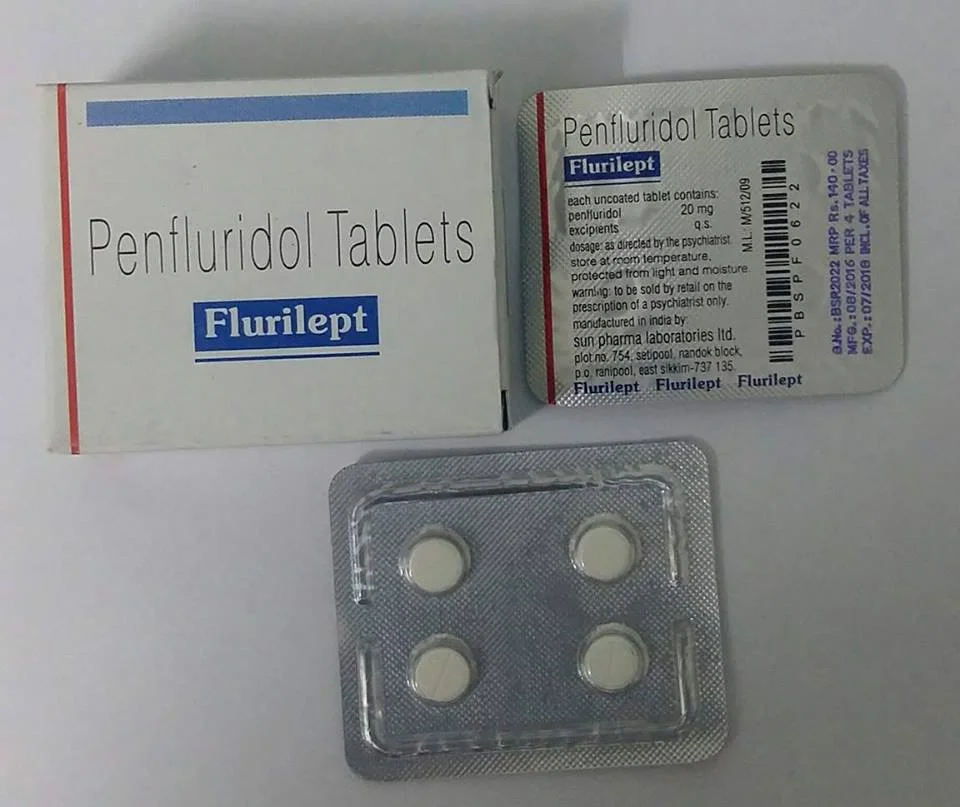 Penfluridol Tablets
Flurilept
Penfluridol Tablets
Flurilept
each uncoated tablet contains:
penfluridol 20 mg
excipients q.s.
dosage: as directed by the psychiatrist.
store at room temperature,
protected from light and moisture.
warning: to be sold by retail on the
prescription of a psychiatrist only.
manufactured in india by:
sun pharma laboratories ltd.
plot no. 754, setipool, nandok block,
p.o. ranipool, east sikkim-737 135.
Flurilept Flurilept Flurilept
M.L.: M/512/09
PBSPF0622
B.No.:BSR2022 MRP Rs.140.00
MFG.:08/2016 PER 4 TABLETS
EXP.:07/2018 INCL.OF ALL TAXES